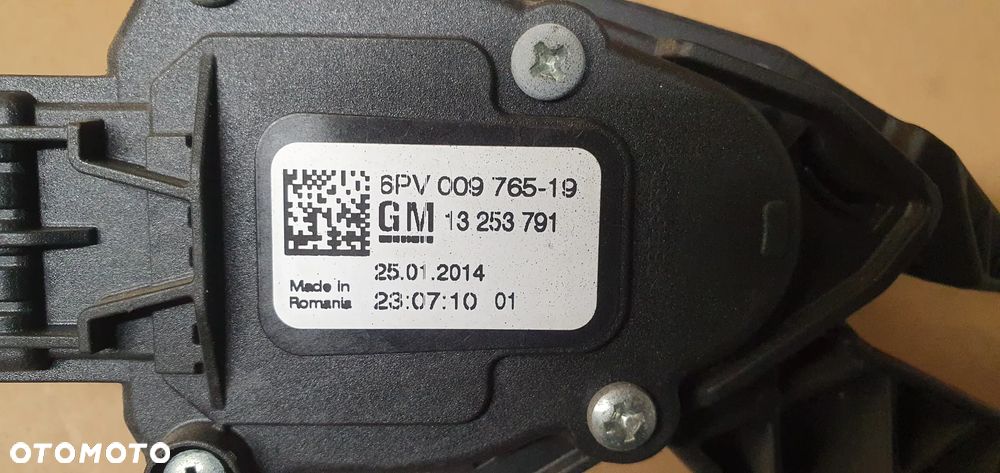 6PV 009 765-19
GM 13 253 791
25.01.2014
Made in
Romania
23:07:10 01
OTOMOTO